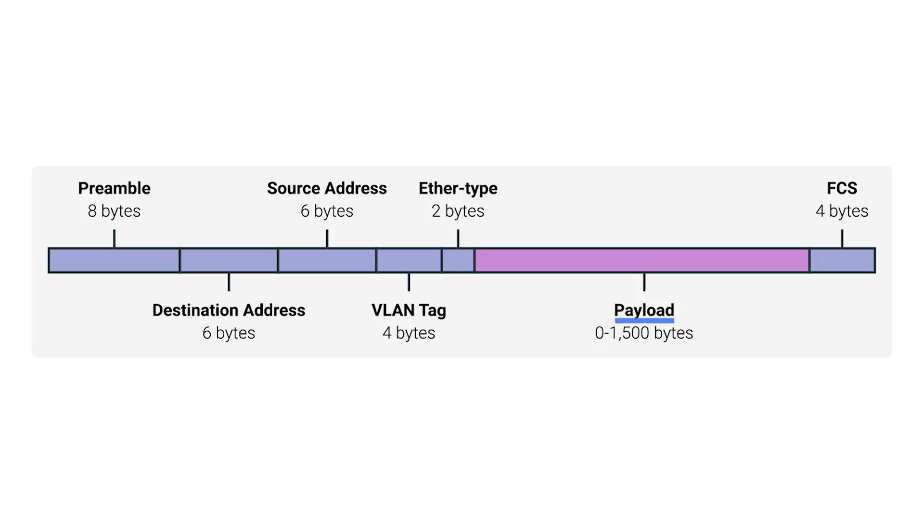 Preamble
8 bytes
Source Address
6 bytes
Ether-type
2 bytes
FCS
4 bytes
Destination Address
6 bytes
VLAN Tag
4 bytes
Payload
0-1,500 bytes